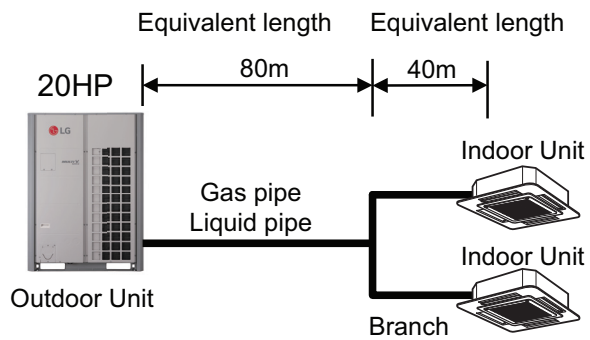 Equivalent length Equivalent length
80m 40m
20HP
LG
Indoor Unit
Gas pipe
Liquid pipe
Indoor Unit
Outdoor Unit
Branch